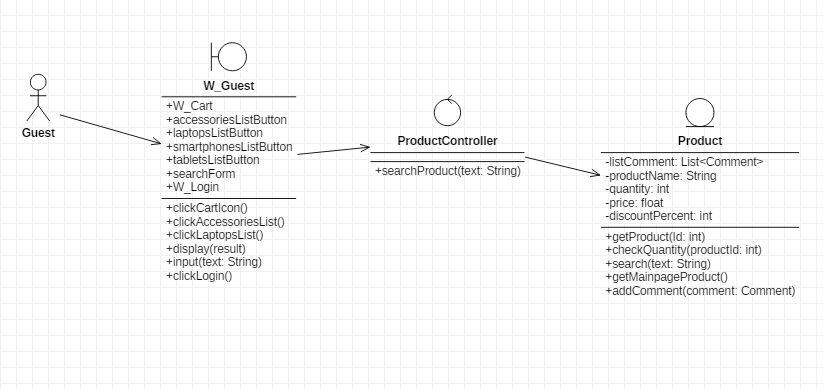 Guest
W_Guest
+W_Cart
+accessoriesListButton
+laptopsListButton
+smartphonesListButton
+tabletsListButton
+searchForm
+W_Login
+clickCartIcon()
+clickAccessoriesList()
+clickLaptopsList()
+display(result)
+input(text: String)
+clickLogin()
ProductController
+searchProduct(text: String)
Product
-listComment: List<Comment>
-productName: String
-quantity: int
-price: float
-discountPercent: int
+getProduct(Id: int)
+checkQuantity(productId: int)
+search(text: String)
+getMainpageProduct()
+addComment(comment: Comment)